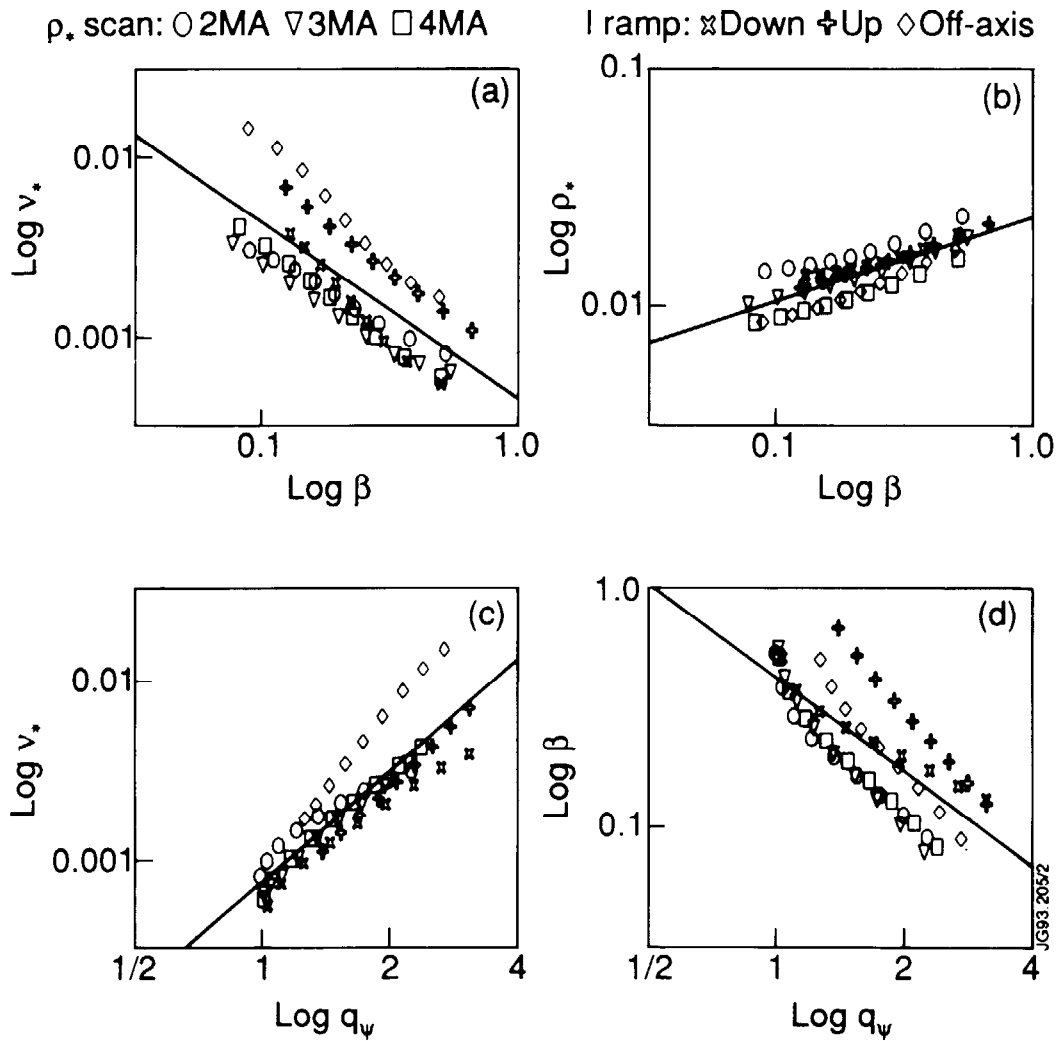 ρ* scan: ○ 2MA ▽ 3MA □ 4MA I ramp: ✖ Down ✚ Up ◇ Off-axis
(a)
0.01
0.001
Log ν*
0.1 1.0
Log β
(b)
0.1
0.01
Log ρ*
0.1 1.0
Log β
(c)
0.01
0.001
Log ν*
1/2 1 2 4
Log qψ
(d)
1.0
0.1
Log β
1/2 1 2 4
Log qψ
JG93.205/2